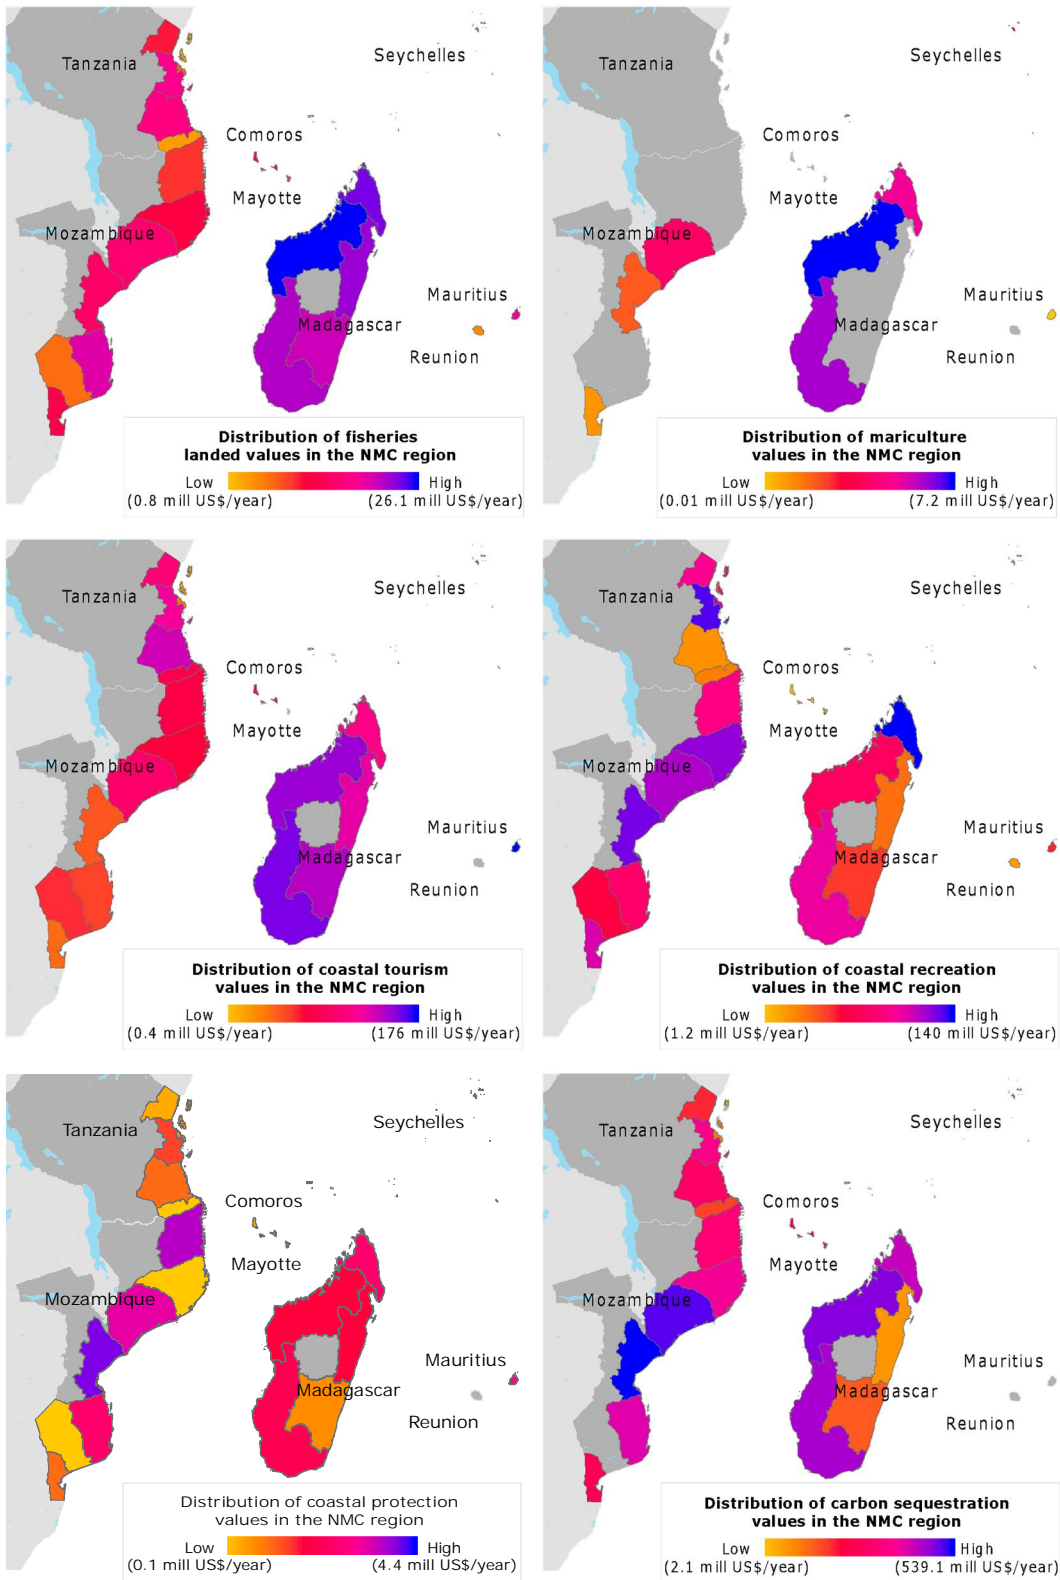 Tanzania
Seychelles
Comoros
Mayotte
Mozambique
Mauritius
Madagascar
Reunion
Distribution of fisheries
landed values in the NMC region
Low High
(0.8 mill US$/year) (26.1 mill US$/year)
Tanzania
Seychelles
Comoros
Mayotte
Mozambique
Mauritius
Madagascar
Reunion
Distribution of mariculture
values in the NMC region
Low High
(0.01 mill US$/year) (7.2 mill US$/year)
Tanzania
Seychelles
Comoros
Mayotte
Mozambique
Mauritius
Madagascar
Reunion
Distribution of coastal tourism
values in the NMC region
Low High
(0.4 mill US$/year) (176 mill US$/year)
Tanzania
Seychelles
Comoros
Mayotte
Mozambique
Mauritius
Madagascar
Reunion
Distribution of coastal recreation
values in the NMC region
Low High
(1.2 mill US$/year) (140 mill US$/year)
Tanzania
Seychelles
Comoros
Mayotte
Mozambique
Mauritius
Madagascar
Reunion
Distribution of coastal protection
values in the NMC region
Low High
(0.1 mill US$/year) (4.4 mill US$/year)
Tanzania
Seychelles
Comoros
Mayotte
Mozambique
Mauritius
Madagascar
Reunion
Distribution of carbon sequestration
values in the NMC region
Low High
(2.1 mill US$/year) (539.1 mill US$/year)